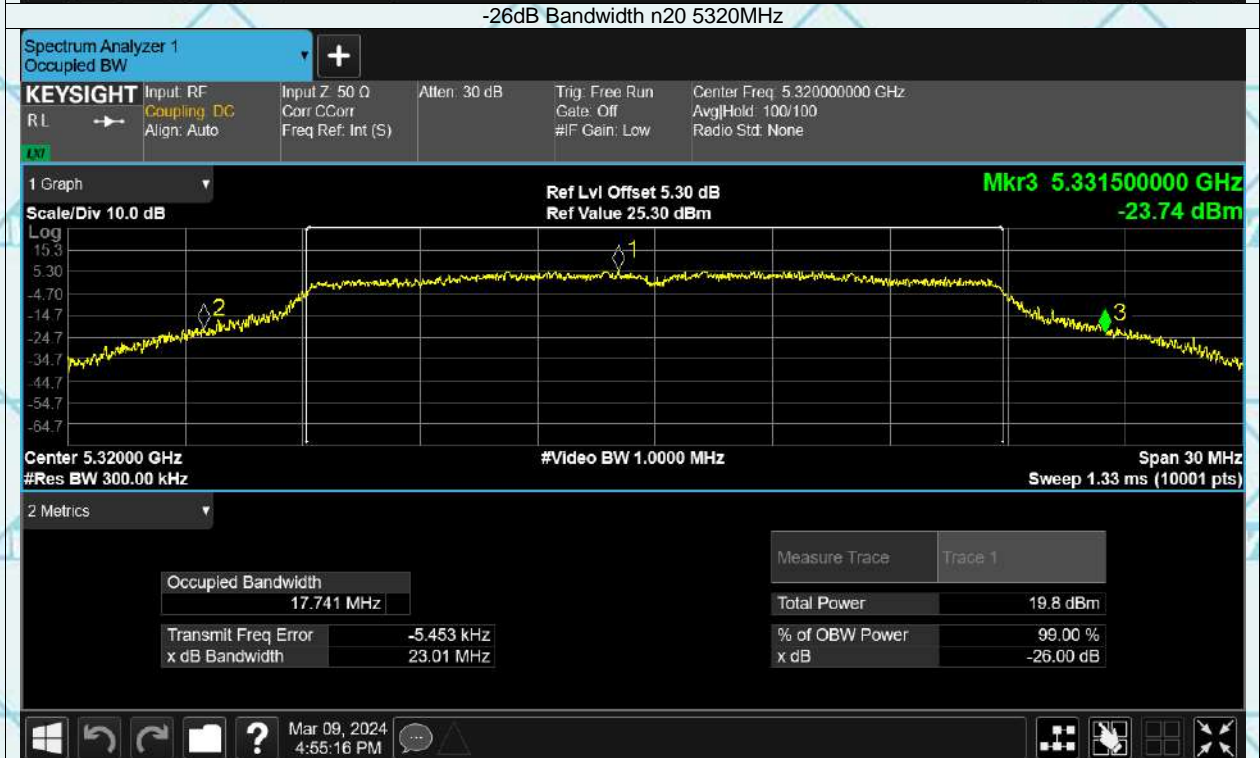 -26dB Bandwidth n20 5320MHz
Spectrum Analyzer 1
Occupied BW
+
KEYSIGHT
RL
LXI
Input: RF
Coupling: DC
Align: Auto
Input Z: 50 Ω
Corr CCorr
Freq Ref: Int (S)
Atten: 30 dB
Trig: Free Run
Gate: Off
#IF Gain: Low
Center Freq: 5.320000000 GHz
Avg|Hold: 100/100
Radio Std: None
1 Graph
Scale/Div 10.0 dB
Ref Lvl Offset 5.30 dB
Ref Value 25.30 dBm
Mkr3 5.331500000 GHz
-23.74 dBm
Log
15.3
5.30
-4.70
-14.7
-24.7
-34.7
-44.7
-54.7
-64.7
1
2
3
Center 5.32000 GHz
#Res BW 300.00 kHz
#Video BW 1.0000 MHz
Span 30 MHz
Sweep 1.33 ms (10001 pts)
2 Metrics
Measure Trace Trace 1
Occupied Bandwidth
17.741 MHz
Total Power 19.8 dBm
Transmit Freq Error -5.453 kHz
% of OBW Power 99.00 %
x dB Bandwidth 23.01 MHz
x dB -26.00 dB
?
Mar 09, 2024
4:55:16 PM